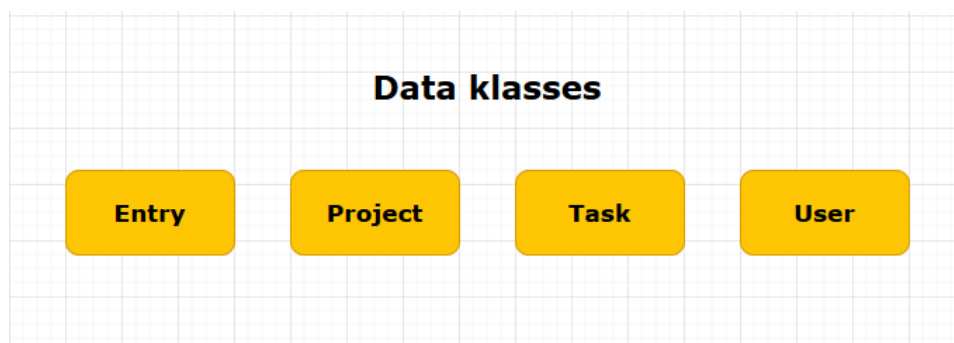 Data klasses
Entry
Project
Task
User